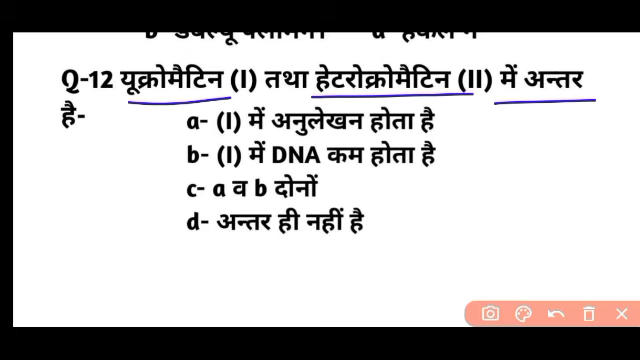 Q-12 यूक्रोमैटिन (I) तथा हेटरोक्रोमैटिन (II) में अन्तर
है-
a- (I) में अनुलेखन होता है
b- (I) में DNA कम होता है
c- a व b दोनों
d- अन्तर ही नहीं है